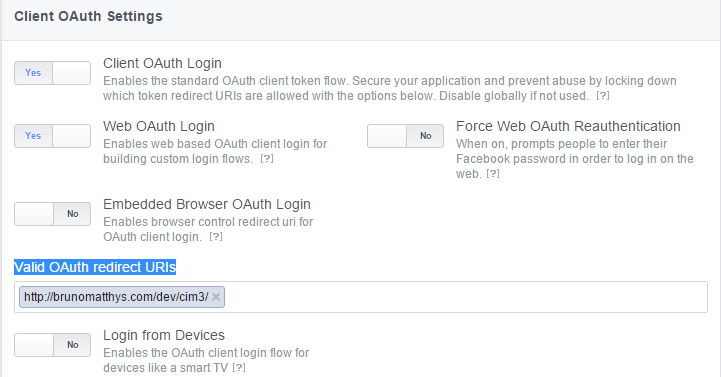 Client OAuth Settings
Yes
Client OAuth Login
Enables the standard OAuth client token flow. Secure your application and prevent abuse by locking down
which token redirect URIs are allowed with the options below. Disable globally if not used. [?]
Yes
Web OAuth Login
Enables web based OAuth client login for
building custom login flows. [?]
No
Force Web OAuth Reauthentication
When on, prompts people to enter their
Facebook password in order to log in on the
web. [?]
No
Embedded Browser OAuth Login
Enables browser control redirect uri for
OAuth client login. [?]
Valid OAuth redirect URIs
http://brunomatthys.com/dev/cim3/ ×
No
Login from Devices
Enables the OAuth client login flow for
devices like a smart TV [?]